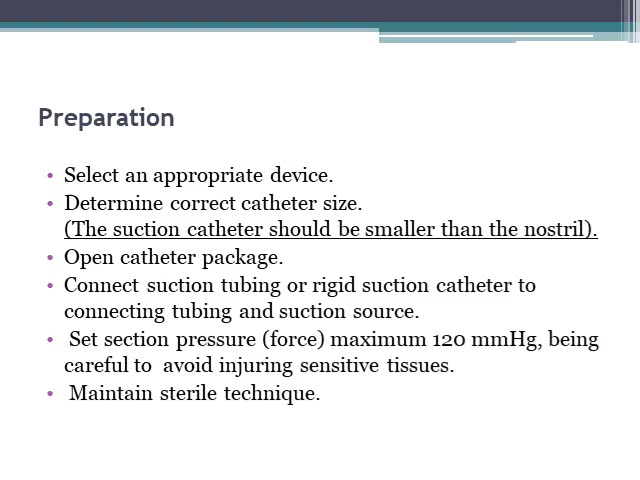 Preparation
• Select an appropriate device.
• Determine correct catheter size.
(The suction catheter should be smaller than the nostril).
• Open catheter package.
• Connect suction tubing or rigid suction catheter to
connecting tubing and suction source.
• Set section pressure (force) maximum 120 mmHg, being
careful to  avoid injuring sensitive tissues.
• Maintain sterile technique.